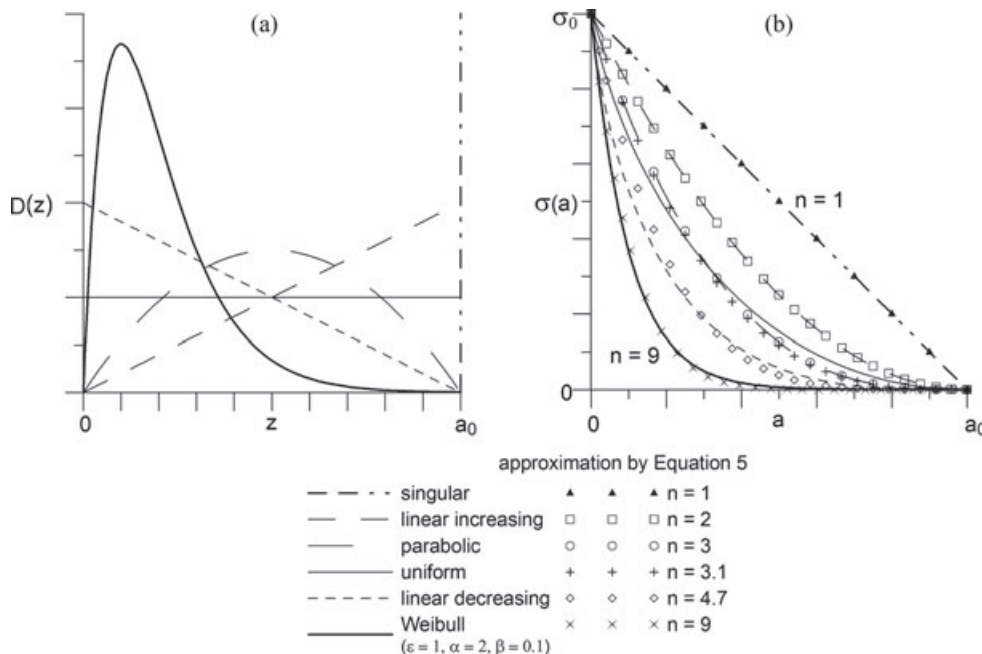 (a)
D(z)
0
z
a₀
(b)
σ₀
σ(a)
0
n = 1
n = 9
0
a
a₀
approximation by Equation 5
singular n = 1
linear increasing n = 2
parabolic n = 3
uniform n = 3.1
linear decreasing n = 4.7
Weibull n = 9
(ε = 1, α = 2, β = 0.1)